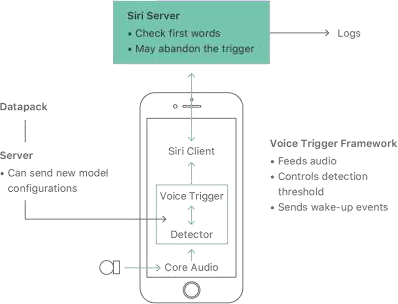 Siri Server
• Check first words
• May abandon the trigger
Logs
Datapack
Server
• Can send new model
configurations
Siri Client
Voice Trigger
Detector
Core Audio
Voice Trigger Framework
• Feeds audio
• Controls detection
threshold
• Sends wake-up events